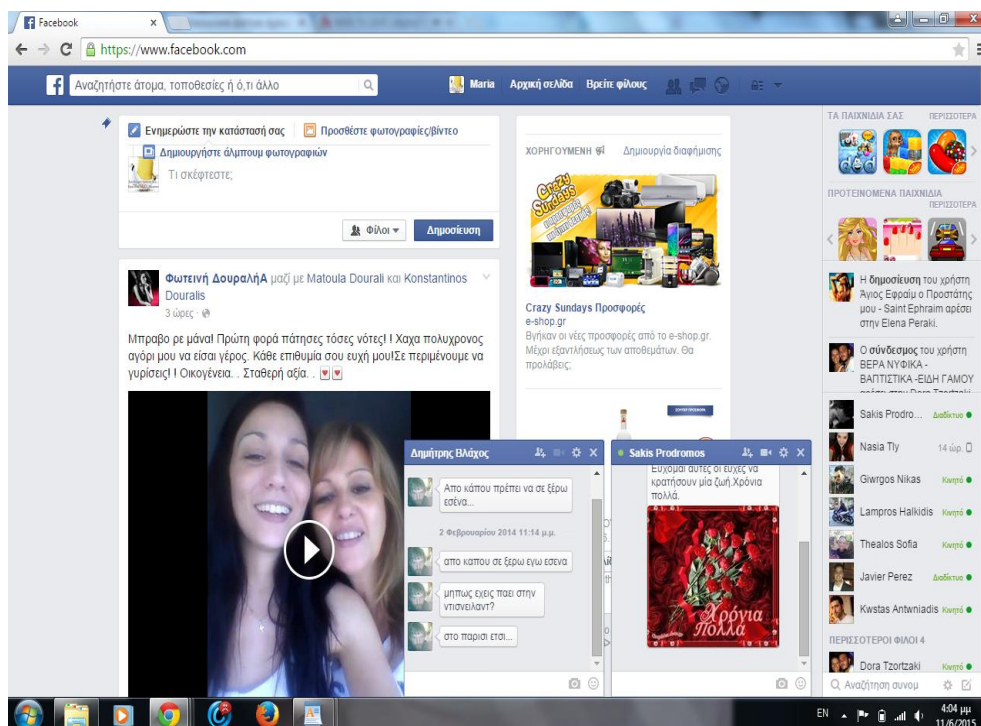 Facebook
https://www.facebook.com
Αναζητήστε άτομα, τοποθεσίες ή ό,τι άλλο
Maria
Αρχική σελίδα
Βρείτε φίλους
Ενημερώστε την κατάστασή σας
Προσθέστε φωτογραφίες/βίντεο
Δημιουργήστε άλμπουμ φωτογραφιών
Τι σκέφτεστε;
Φίλοι
Δημοσίευση
Φωτεινή ΔουραλήΑ μαζί με Matoula Dourali και Konstantinos
Douralis
3 ώρες
Μπραβο ρε μάνα! Πρώτη φορά πάτησες τόσες νότες! ! Χαχα πολυχρονος
αγόρι μου να είσαι γέρος. Κάθε επιθυμία σου ευχή μου!Σε περιμένουμε να
γυρίσεις! ! Οικογένεια. . Σταθερή αξία. .
ΧΟΡΗΓΟΥΜΕΝΗ
Δημιουργία διαφήμισης
Crazy
Sundays
Crazy Sundays Προσφορές
e-shop.gr
Βγήκαν οι νέες προσφορές από το e-shop.gr.
Μέχρι εξαντλήσεως των αποθεμάτων. Θα
προλάβεις;
ΤΑ ΠΑΙΧΝΙΔΙΑ ΣΑΣ
ΠΕΡΙΣΣΟΤΕΡΑ
ΠΡΟΤΕΙΝΟΜΕΝΑ ΠΑΙΧΝΙΔΙΑ
ΠΕΡΙΣΣΟΤΕΡΑ
Η δημοσίευση του χρήστη
Άγιος Εφραίμ ο Προστάτης
μου - Saint Ephraim αρέσει
στην Elena Peraki.
Ο σύνδεσμος του χρήστη
ΒΕΡΑ ΝΥΦΙΚΑ -
ΒΑΠΤΙΣΤΙΚΑ -ΕΙΔΗ ΓΑΜΟΥ
αρέσει στην Dora Tzortzaki
Sakis Prodro... Διαδίκτυο
Nasia Tly 14 ώρ.
Giwrgos Nikas Κινητό
Lampros Halkidis Κινητό
Thealos Sofia Κινητό
Javier Perez Διαδίκτυο
Kwstas Antwniadis Κινητό
ΠΕΡΙΣΣΟΤΕΡΟΙ ΦΙΛΟΙ 4
Dora Tzortzaki Κινητό
Αναζήτηση συνομ
Δημήτρης Βλάχος
Απο κάπου πρέπει να σε ξέρω
εσένα...
2 Φεβρουαρίου 2014 11:14 μ.μ.
απο καπου σε ξερω εγω εσενα
μηπως εχεις παει στην
ντισνειλαντ?
στο παρισι ετσι...
Sakis Prodromos
Εύχομαι αυτές οι ευχές να
κρατήσουν μία ζωή.Χρόνια
πολλά.
Χρόνια
Πολλά
EN
4:04 μμ
11/6/2015